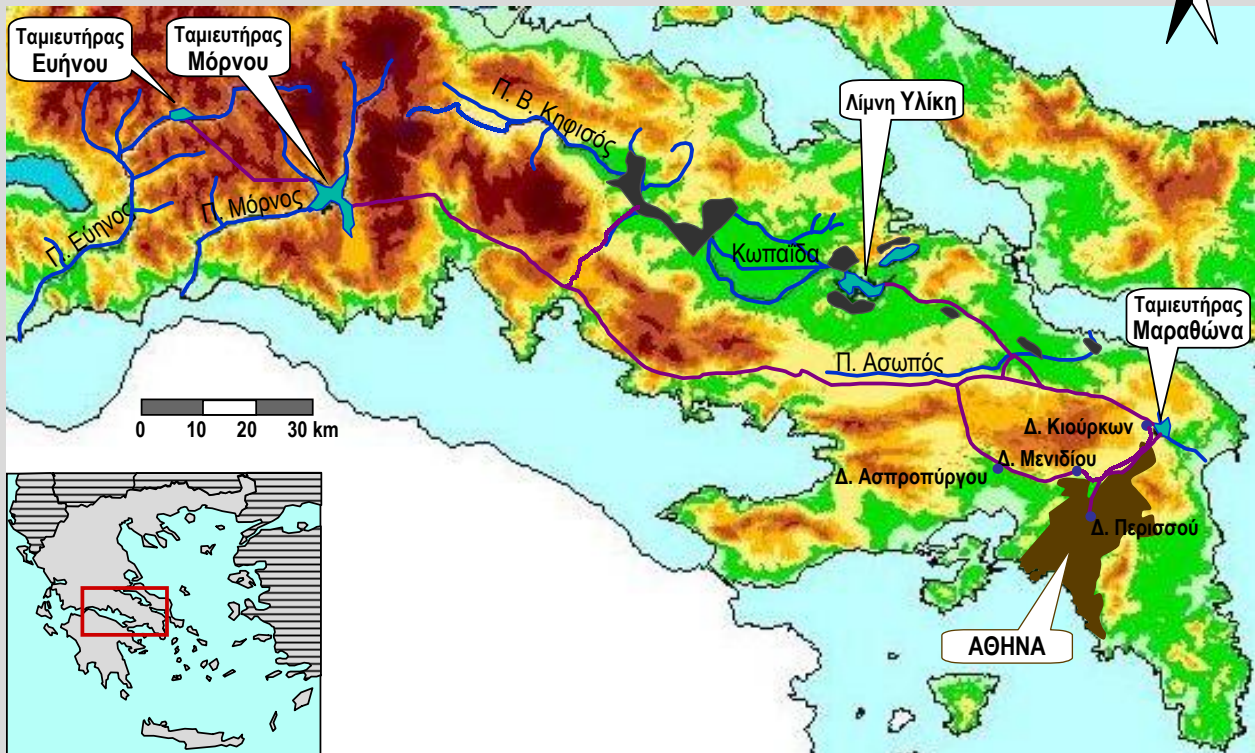 Ταμιευτήρας
Ευήνου
Ταμιευτήρας
Μόρνου
Π. Β. Κηφισός
Λίμνη Υλίκη
Π. Εύηνος
Π. Μόρνος
Κωπαΐδα
Ταμιευτήρας
Μαραθώνα
Π. Ασωπός
0 10 20 30 km
Δ. Κιούρκων
Δ. Μενιδίου
Δ. Ασπροπύργου
Δ. Περισσού
ΑΘΗΝΑ